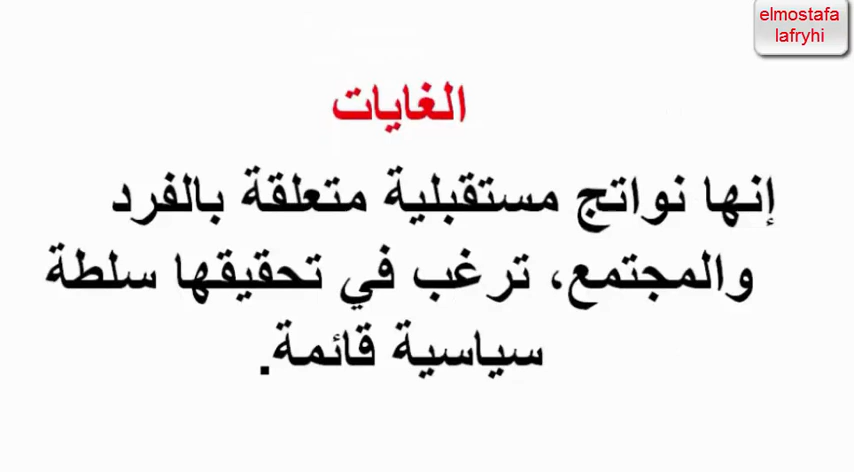 elmostafa
lafryhi
الغايات
إنها نواتج مستقبلية متعلقة بالفرد
والمجتمع، ترغب في تحقيقها سلطة
سياسية قائمة.